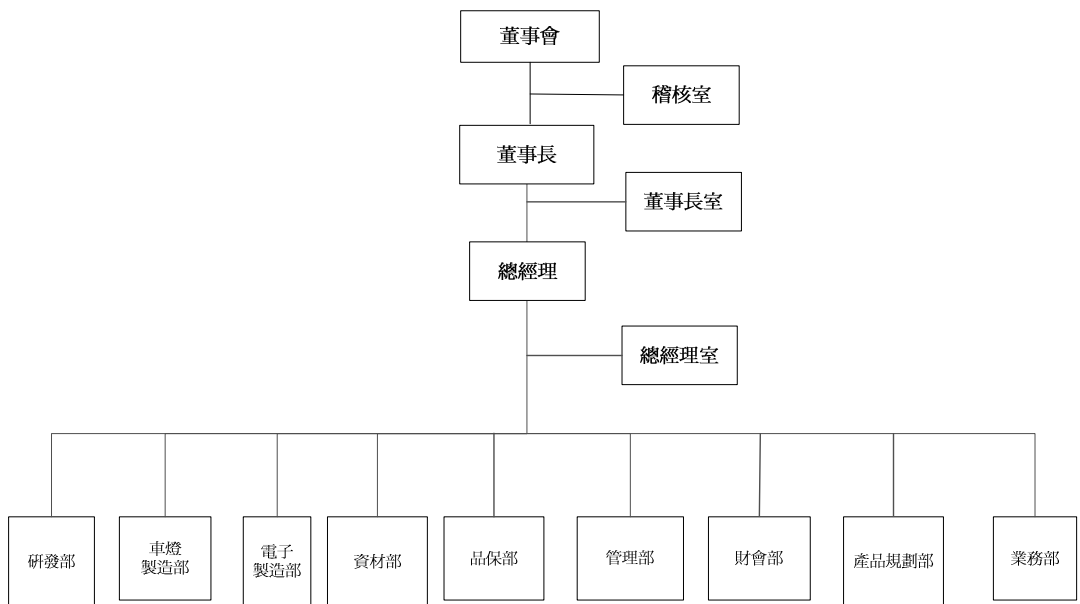 董事會
稽核室
董事長
董事長室
總經理
總經理室
研發部
車燈
製造部
電子
製造部
資材部
品保部
管理部
財會部
產品規劃部
業務部